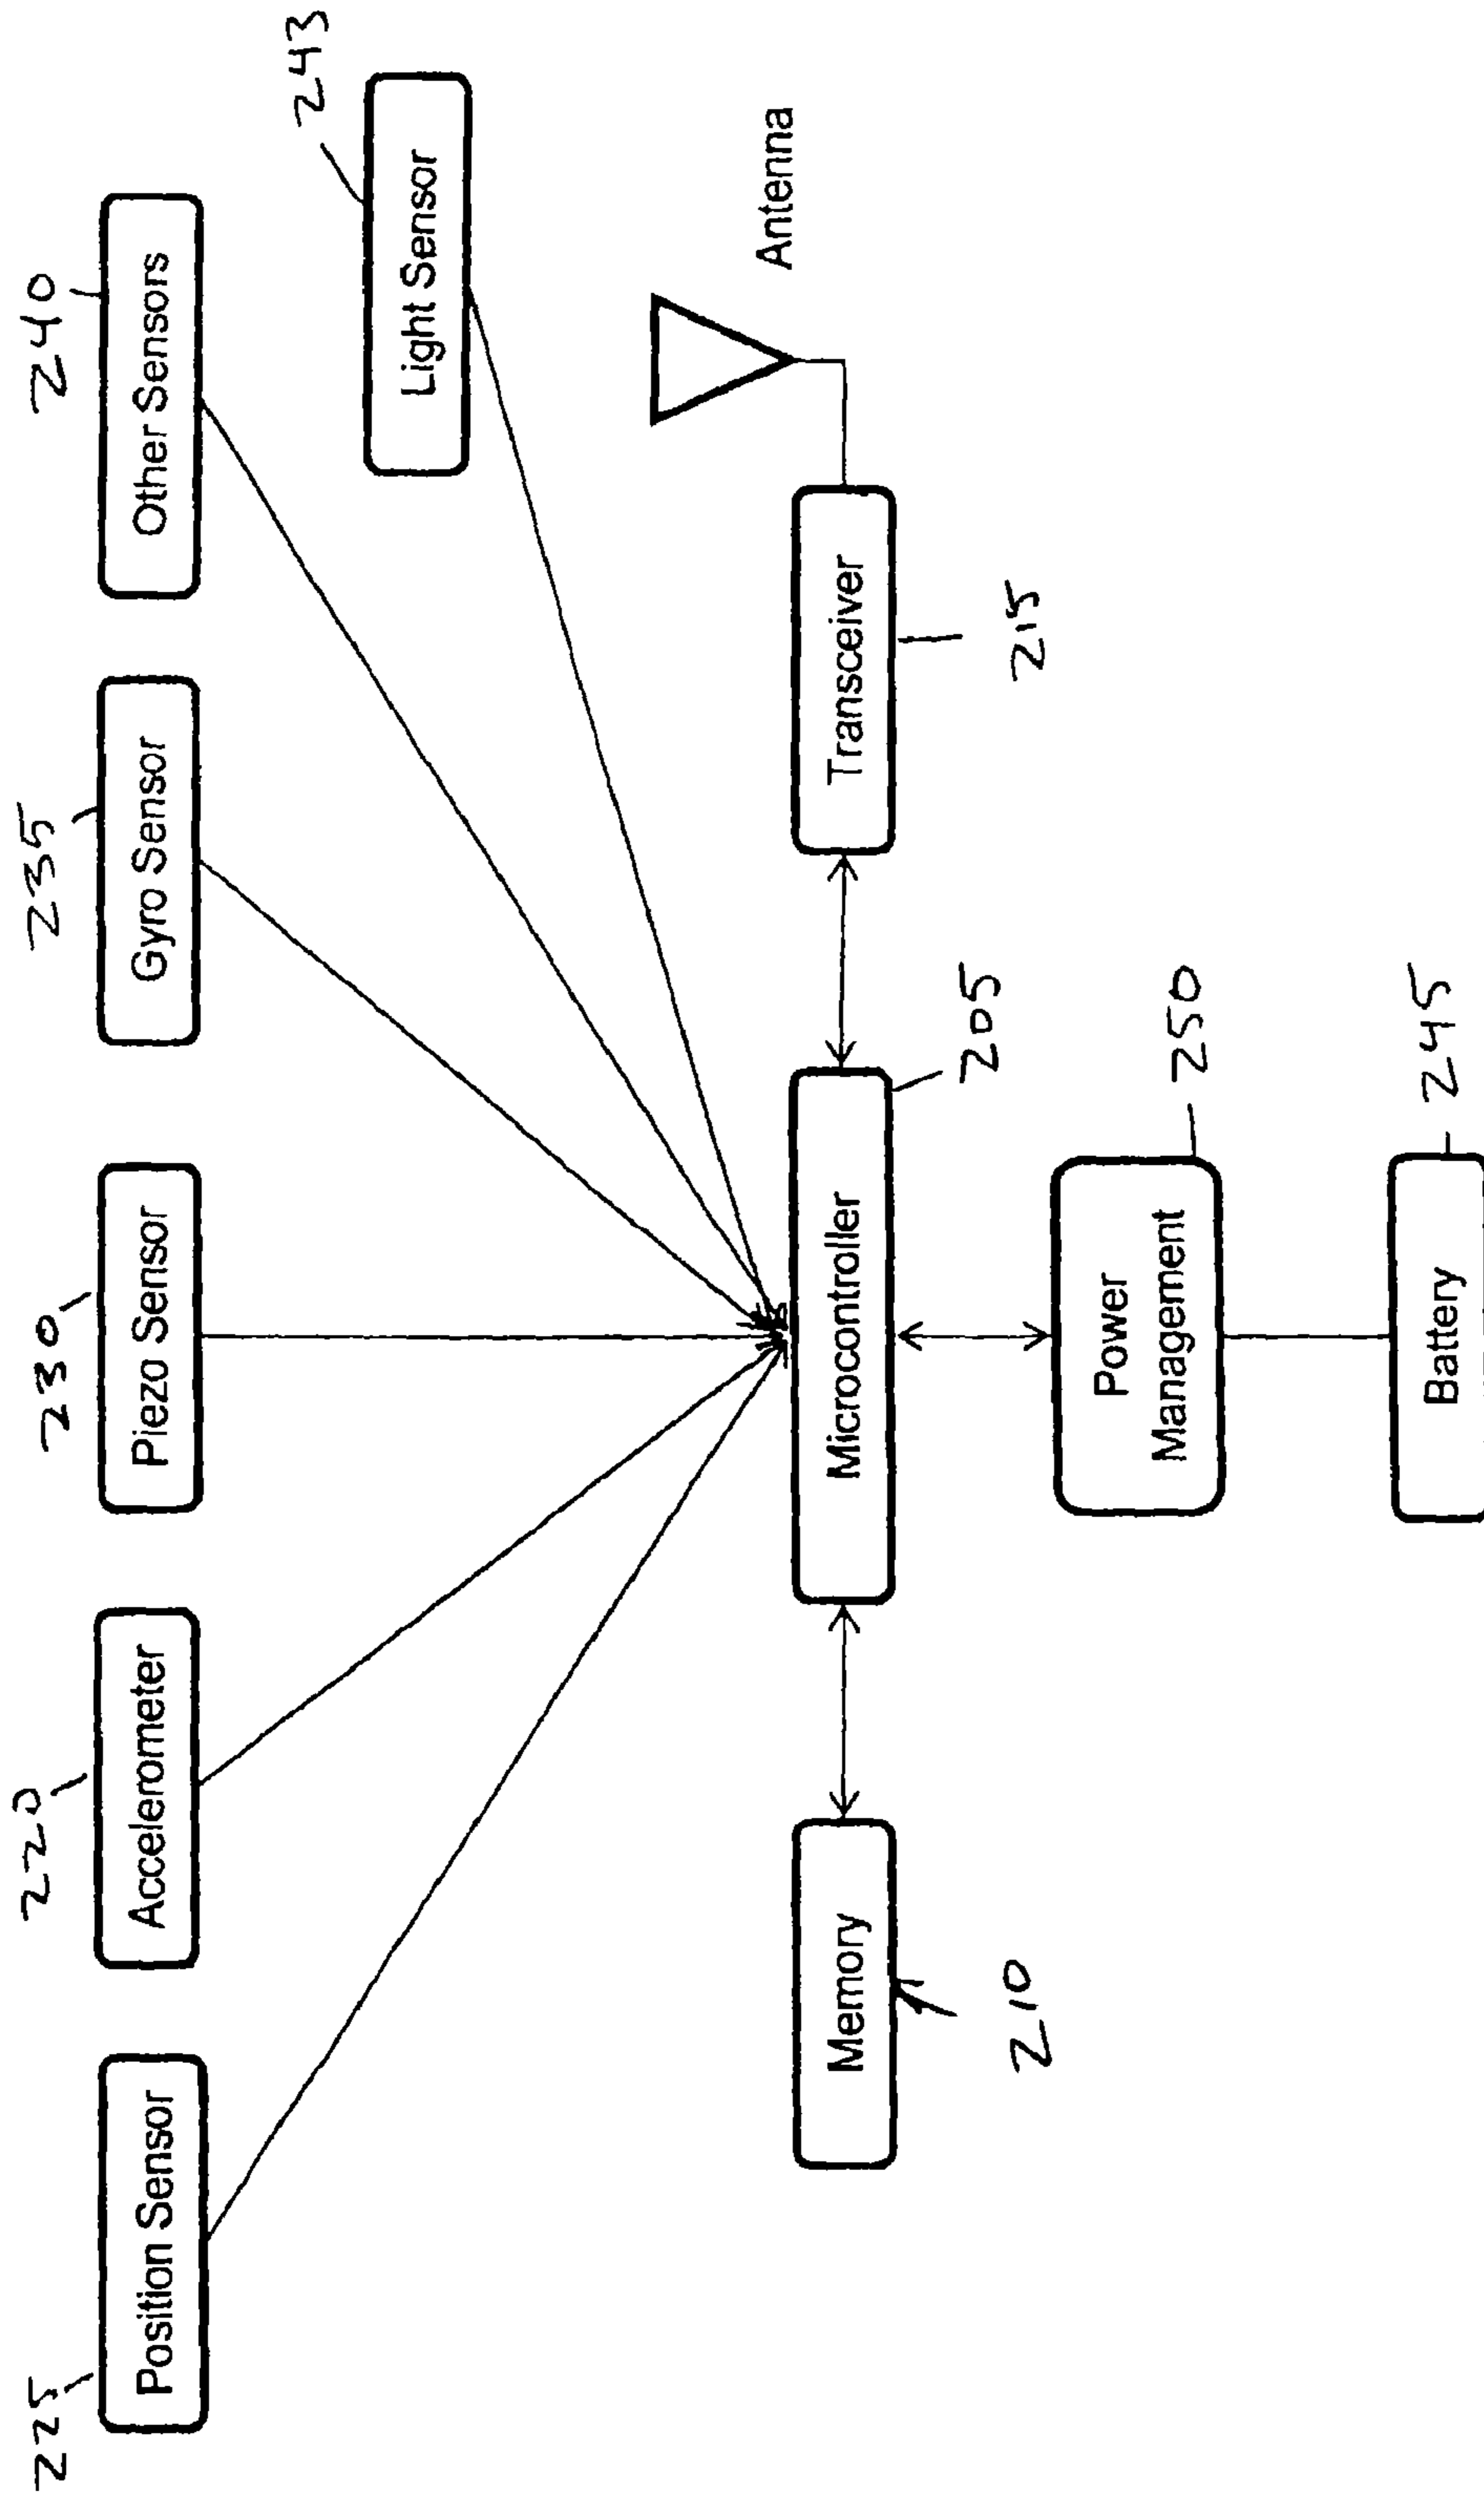 225
220
230
235
240
Position Sensor
Accelerometer
Piezo Sensor
Gyro Sensor
Other Sensors
243
Light Sensor
Antenna
Memory
Microcontroller
Transceiver
210
205
215
Power
Management
250
Battery
245